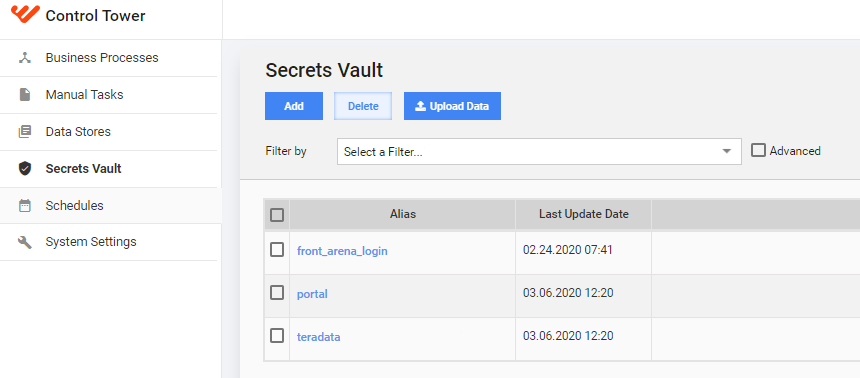 Control Tower
Business Processes
Manual Tasks
Data Stores
Secrets Vault
Schedules
System Settings
Secrets Vault
Add Delete Upload Data
Filter by Select a Filter... Advanced
Alias Last Update Date
front_arena_login 02.24.2020 07:41
portal 03.06.2020 12:20
teradata 03.06.2020 12:20